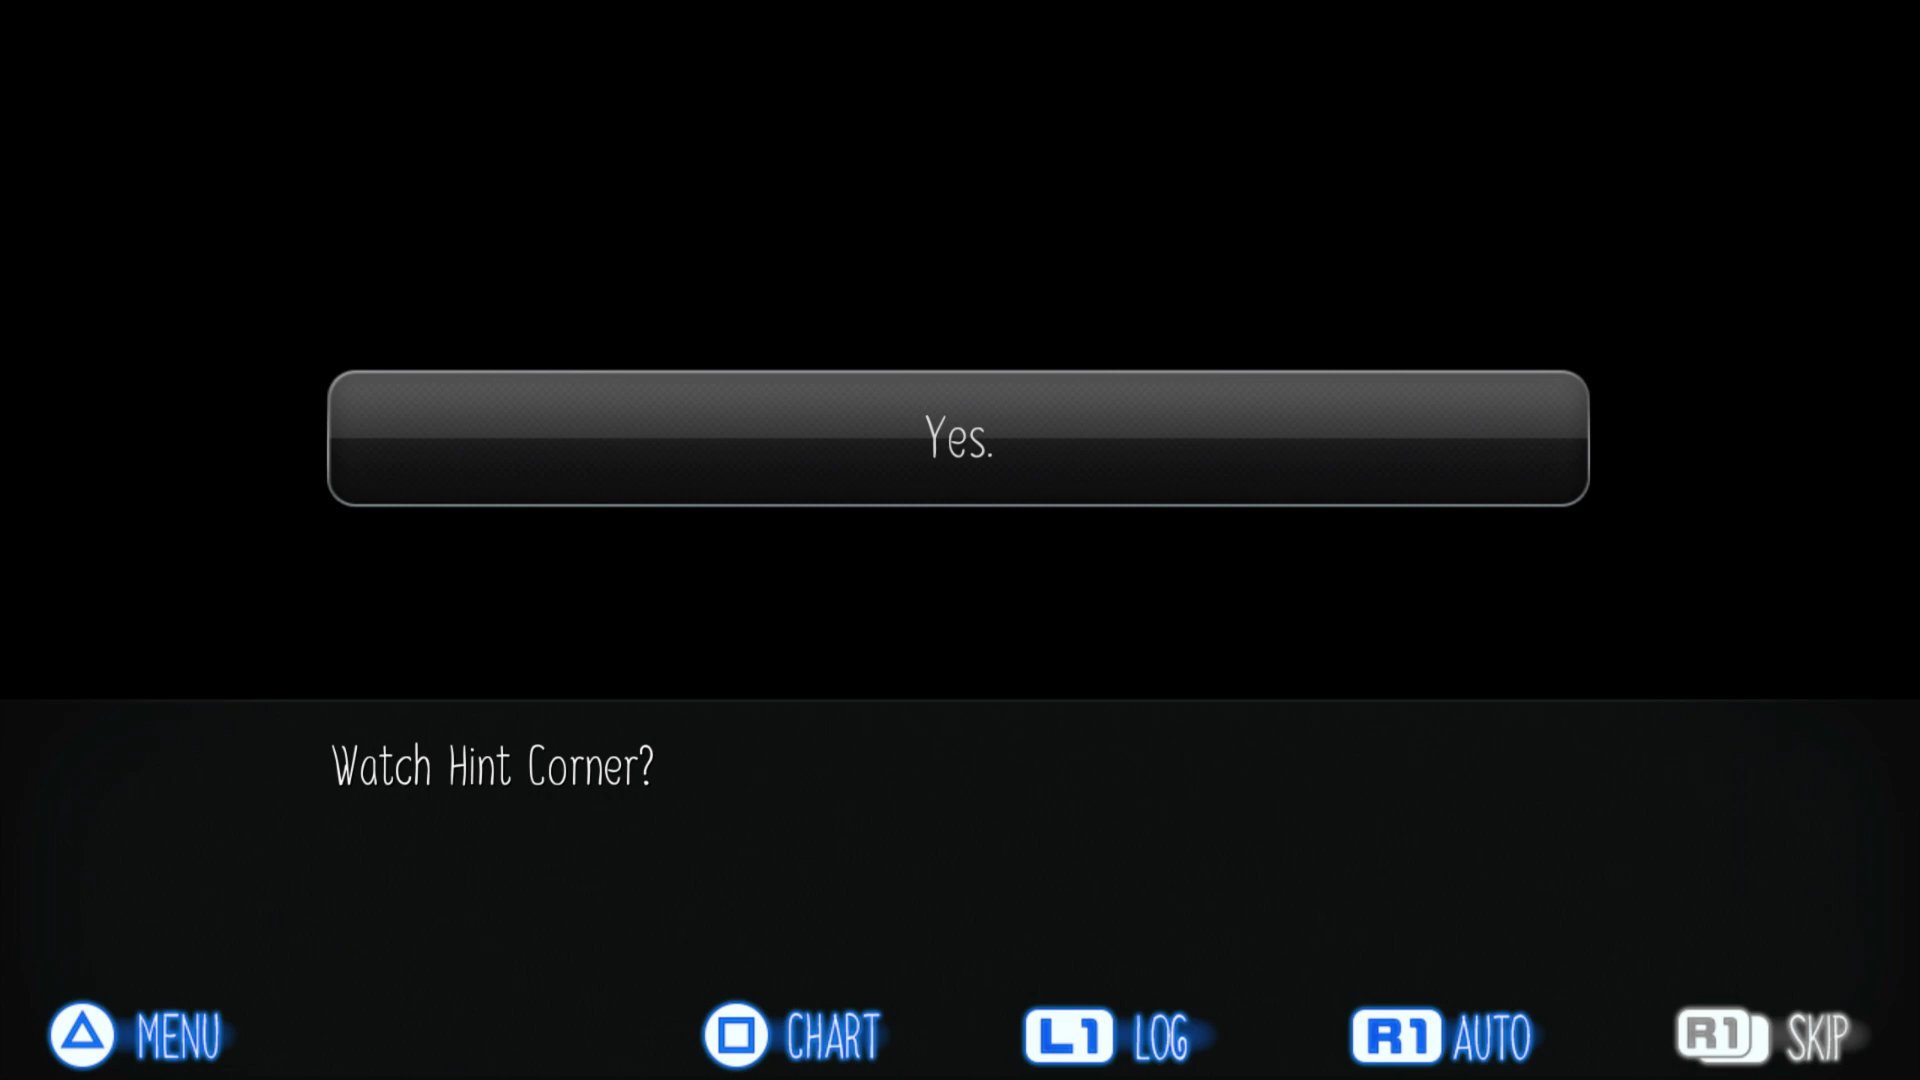 Yes.
Watch Hint Corner?
MENU
CHART
L1 LOG
R1 AUTO
R1 SKIP